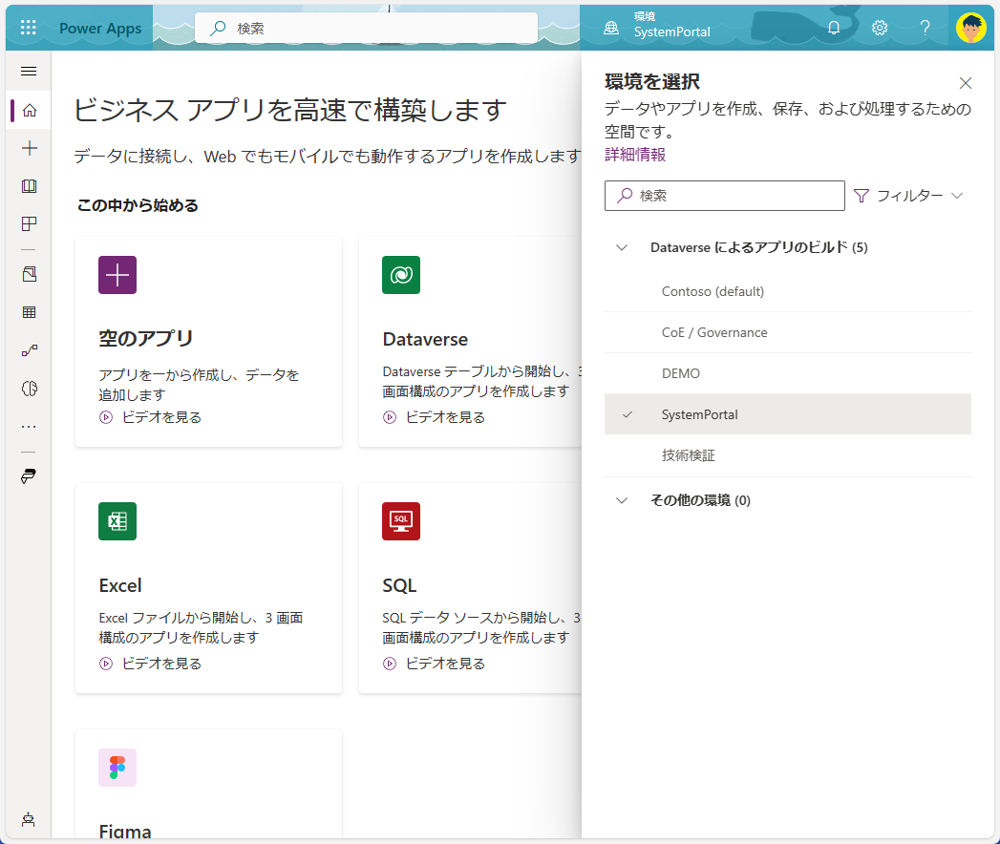 Power Apps
検索
環境
SystemPortal
ビジネス アプリを高速で構築します
データに接続し、Web でもモバイルでも動作するアプリを作成します
この中から始める
空のアプリ
アプリを一から作成し、データを
追加します
ビデオを見る
Dataverse
Dataverse テーブルから開始し、3
画面構成のアプリを作成します
ビデオを見る
Excel
Excel ファイルから開始し、3 画面
構成のアプリを作成します
ビデオを見る
SQL
SQL
SQL データ ソースから開始し、3
画面構成のアプリを作成します
ビデオを見る
Figma
環境を選択
データやアプリを作成、保存、および処理するための
空間です。
詳細情報
検索
フィルター
Dataverse によるアプリのビルド (5)
Contoso (default)
CoE / Governance
DEMO
SystemPortal
技術検証
その他の環境 (0)